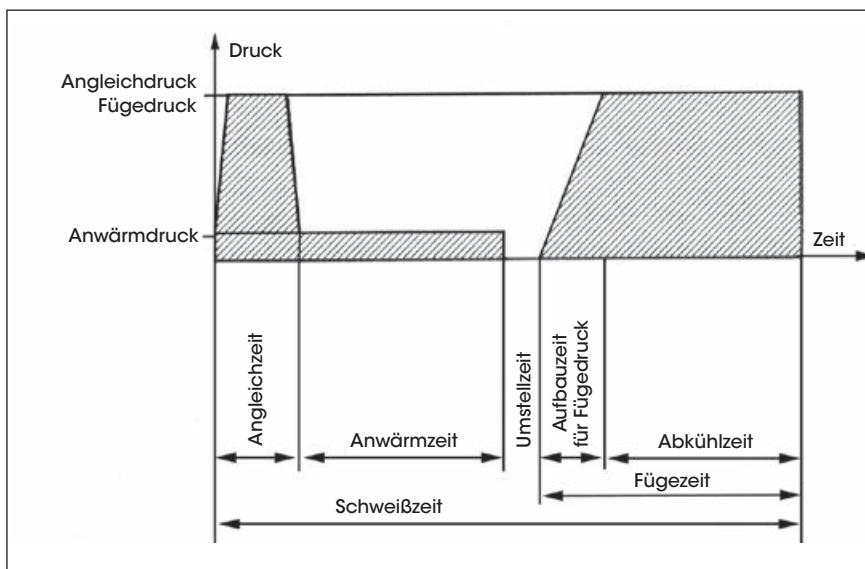 Druck
Angleichdruck
Fügedruck
Anwärmdruck
Zeit
Angleichzeit
Anwärmzeit
Umstellzeit
Aufbauzeit
für Fügedruck
Abkühlzeit
Fügezeit
Schweißzeit